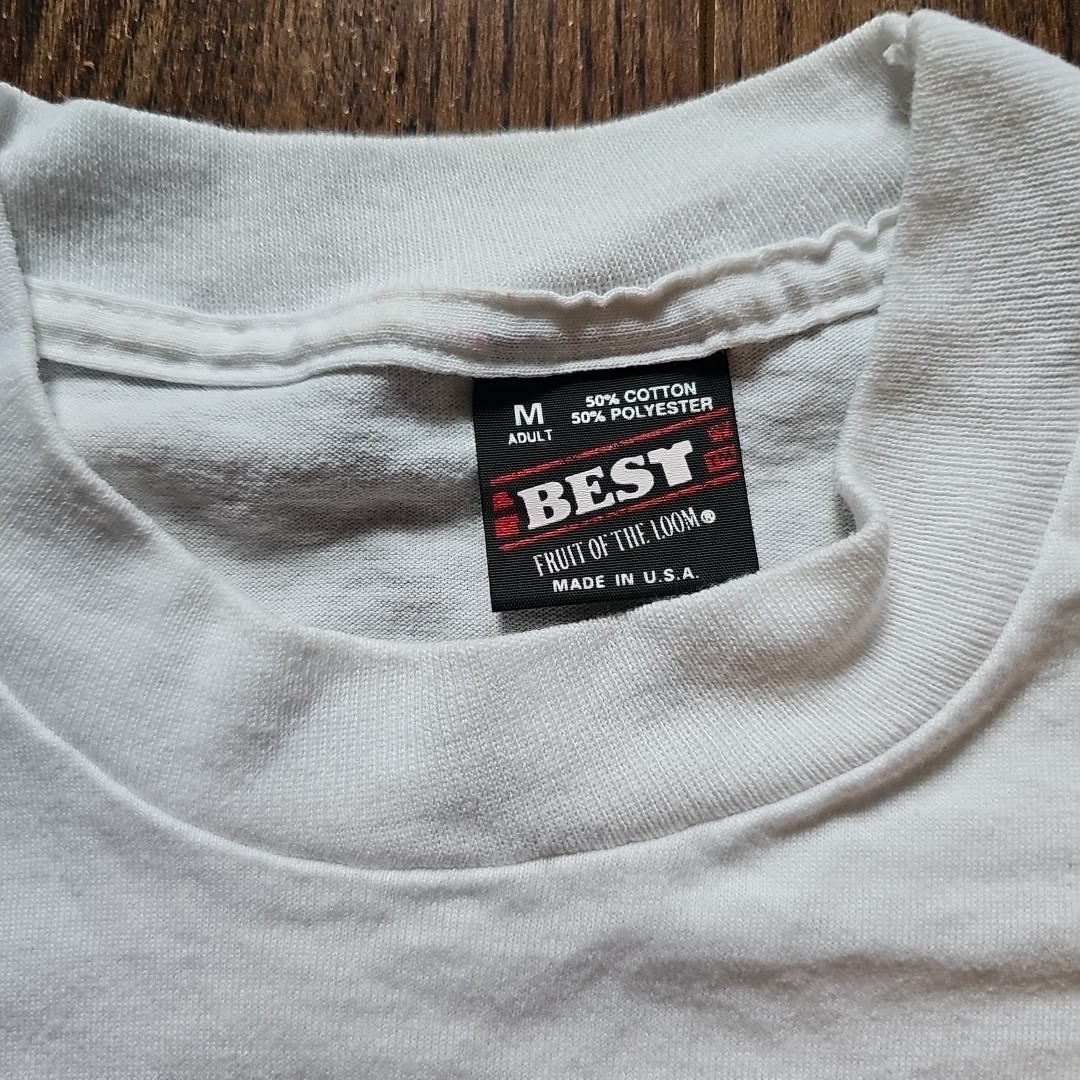 M
ADULT
50% COTTON
50% POLYESTER
BEST
FRUIT OF THE LOOM®
MADE IN U.S.A.